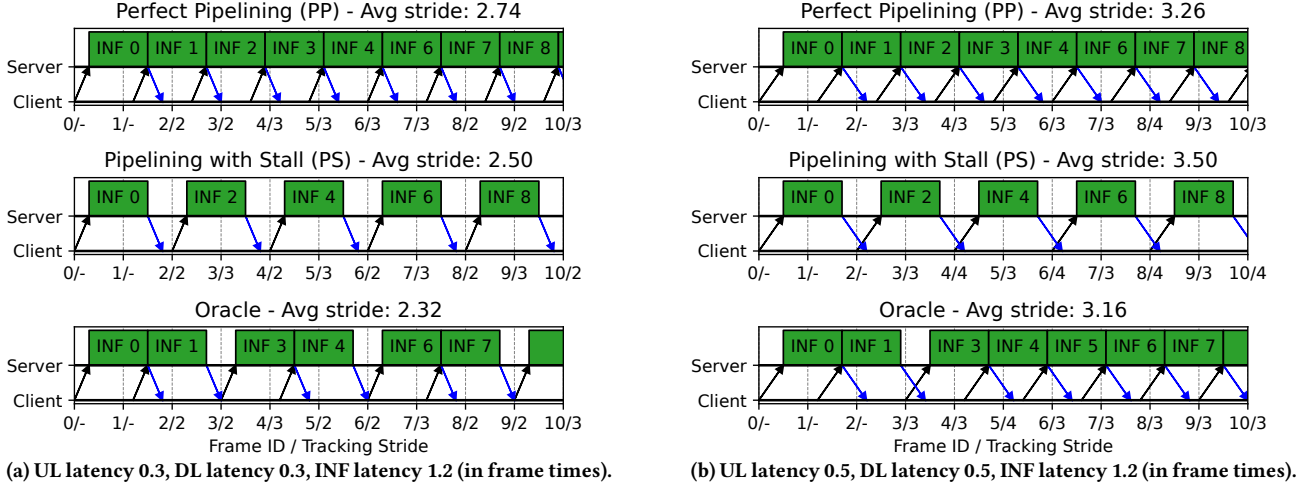 Perfect Pipelining (PP) - Avg stride: 2.74
INF 0 INF 1 INF 2 INF 3 INF 4 INF 6 INF 7 INF 8
Server
Client
0/- 1/- 2/2 3/2 4/2 5/2 6/3 7/3 8/2 9/2 10/3
Pipelining with Stall (PS) - Avg stride: 2.50
INF 0 INF 2 INF 4 INF 6 INF 8
Server
Client
0/- 1/- 2/2 3/3 4/2 5/3 6/2 7/3 8/2 9/3 10/2
Oracle - Avg stride: 2.32
INF 0 INF 1 INF 3 INF 4 INF 6 INF 7
Server
Client
0/- 1/- 2/2 3/2 4/3 5/2 6/2 7/3 8/2 9/2 10/3
Frame ID / Tracking Stride
(a) UL latency 0.3, DL latency 0.3, INF latency 1.2 (in frame times).
Perfect Pipelining (PP) - Avg stride: 3.26
INF 0 INF 1 INF 2 INF 3 INF 4 INF 6 INF 7 INF 8
Server
Client
0/- 1/- 2/- 3/3 4/3 5/3 6/3 7/3 8/4 9/3 10/3
Pipelining with Stall (PS) - Avg stride: 3.50
INF 0 INF 2 INF 4 INF 6 INF 8
Server
Client
0/- 1/- 2/- 3/3 4/4 5/3 6/4 7/3 8/4 9/3 10/4
Oracle - Avg stride: 3.16
INF 0 INF 1 INF 3 INF 4 INF 5 INF 6 INF 7
Server
Client
0/- 1/- 2/- 3/3 4/3 5/3 6/3 7/3 8/3 9/3 10/3
Frame ID / Tracking Stride
(b) UL latency 0.5, DL latency 0.5, INF latency 1.2 (in frame times).